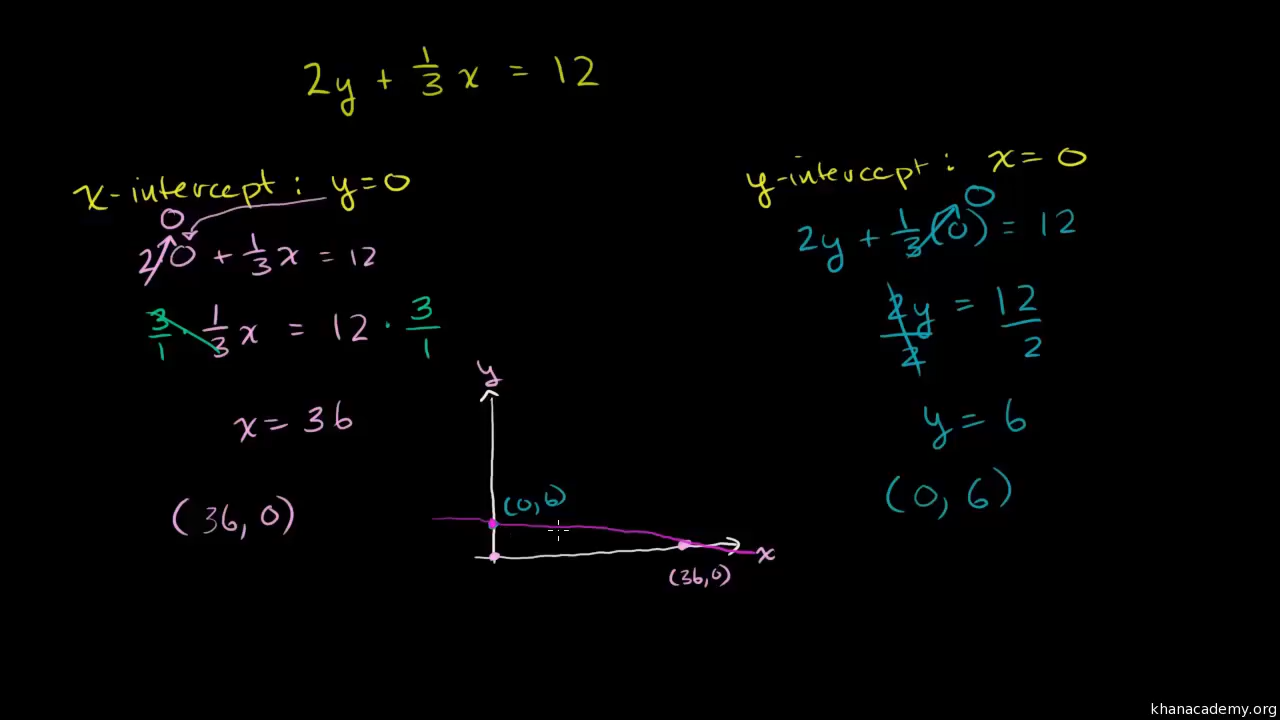 2y + 1/3 x = 12
x-intercept: y=0
0
2·0 + 1/3 x = 12
3/1 · 1/3 x = 12 · 3/1
x = 36
(36, 0)
y-intercept: x=0
0
2y + 1/3 (0) = 12
2y/2 = 12/2
y = 6
(0, 6)
y
(0,6)
x
(36,0)
khanacademy.org